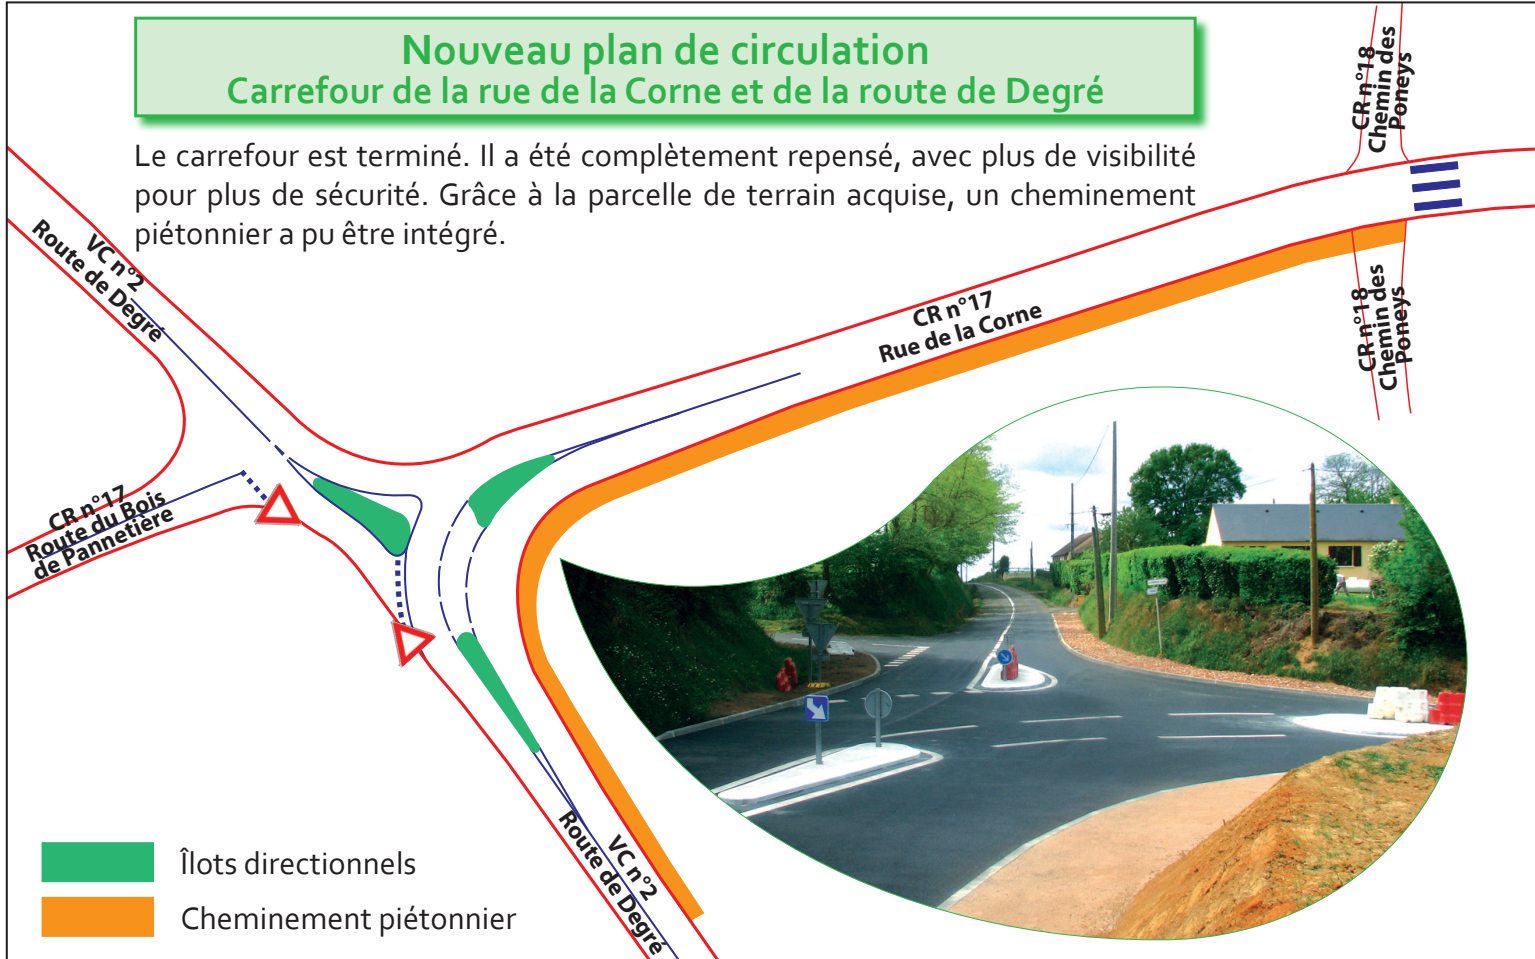 Nouveau plan de circulation
Carrefour de la rue de la Corne et de la route de Degré
Le carrefour est terminé. Il a été complètement repensé, avec plus de visibilité
pour plus de sécurité. Grâce à la parcelle de terrain acquise, un cheminement
piétonnier a pu être intégré.
CR n°18
Chemin des
Poneys
VC n°2
Route de Degré
CR n°17
Rue de la Corne
CR n°18
Chemin des
Poneys
CR n°17
Route du Bois
de Pannetière
VC n°2
Route de Degré
Îlots directionnels
Cheminement piétonnier